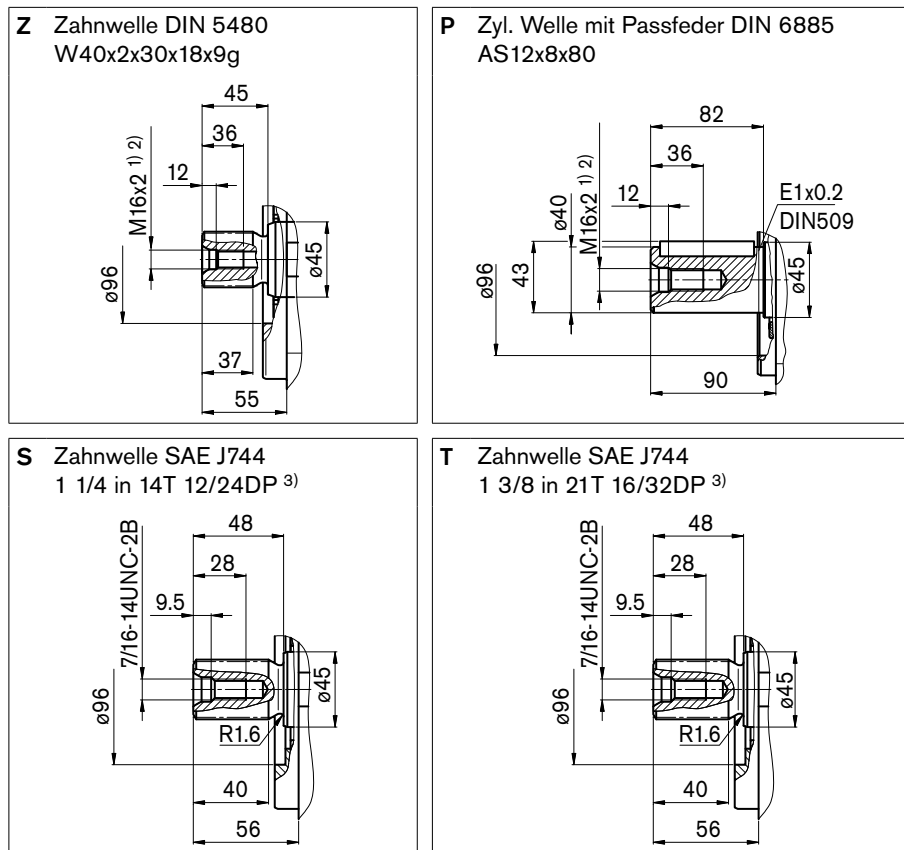 Z Zahnwelle DIN 5480
W40x2x30x18x9g
45
36
12
M16x2 1) 2)
ø96
ø45
37
55
P Zyl. Welle mit Passfeder DIN 6885
AS12x8x80
82
36
12
M16x2 1) 2)
ø40
E1x0.2
DIN509
43
ø96
ø45
90
S Zahnwelle SAE J744
1 1/4 in 14T 12/24DP 3)
48
28
9.5
7/16-14UNC-2B
ø96
ø45
R1.6
40
56
T Zahnwelle SAE J744
1 3/8 in 21T 16/32DP 3)
48
28
9.5
7/16-14UNC-2B
ø96
ø45
R1.6
40
56